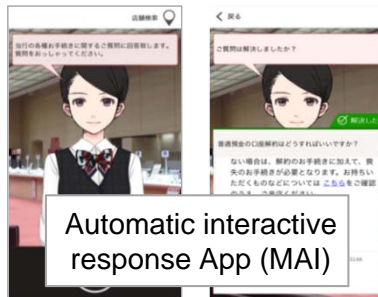 店舗検索
当行の各種お手続きに関するご質問に回答致します。
質問をおっしゃってください。
戻る
ご質問は解決しましたか？
解決した
普通預金の口座解約はどうすればいいですか？
ない場合は、解約のお手続きに加えて、喪
失のお手続きが必要となります。お持ちい
ただくものなどについては こちらをご確認
Automatic interactive
response App (MAI)